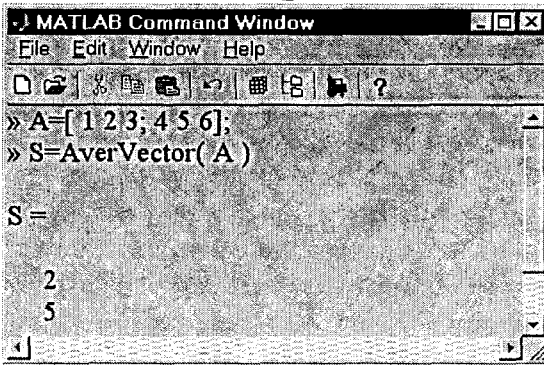 MATLAB Command Window
File Edit Window Help
?
» A=[ 1 2 3; 4 5 6];
» S=AverVector( A )
S =
2
5